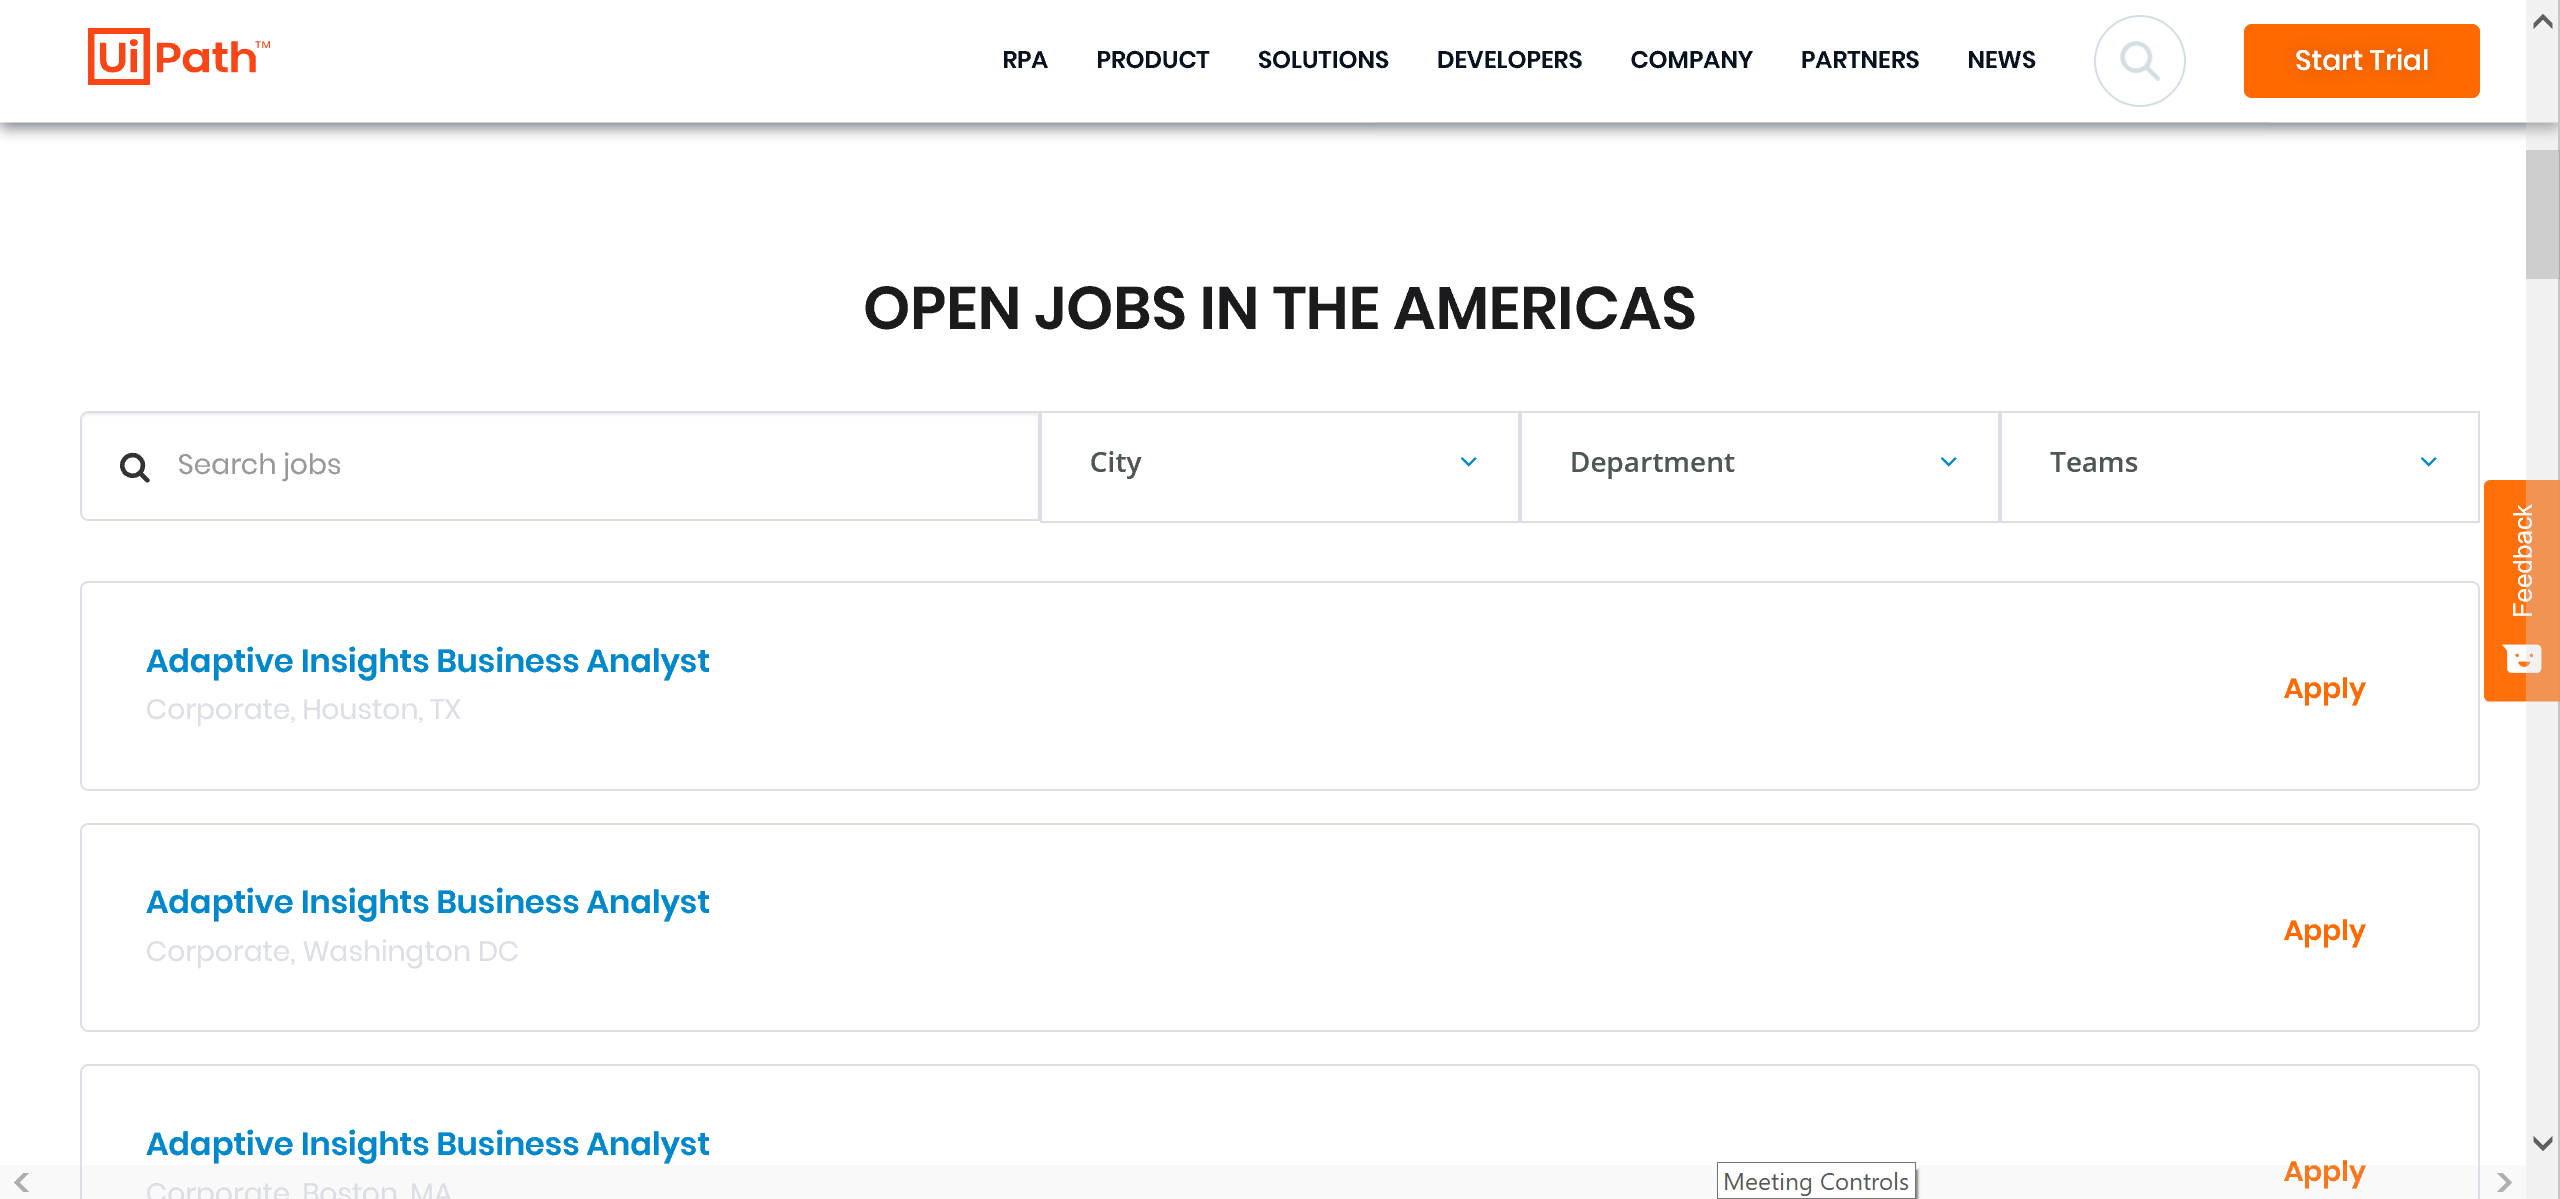 UiPath™
RPA PRODUCT SOLUTIONS DEVELOPERS COMPANY PARTNERS NEWS Start Trial
OPEN JOBS IN THE AMERICAS
Search jobs City Department Teams
Feedback
Adaptive Insights Business Analyst
Corporate, Houston, TX
Apply
Adaptive Insights Business Analyst
Corporate, Washington DC
Apply
Adaptive Insights Business Analyst
Corporate, Boston, MA
Apply
Meeting Controls